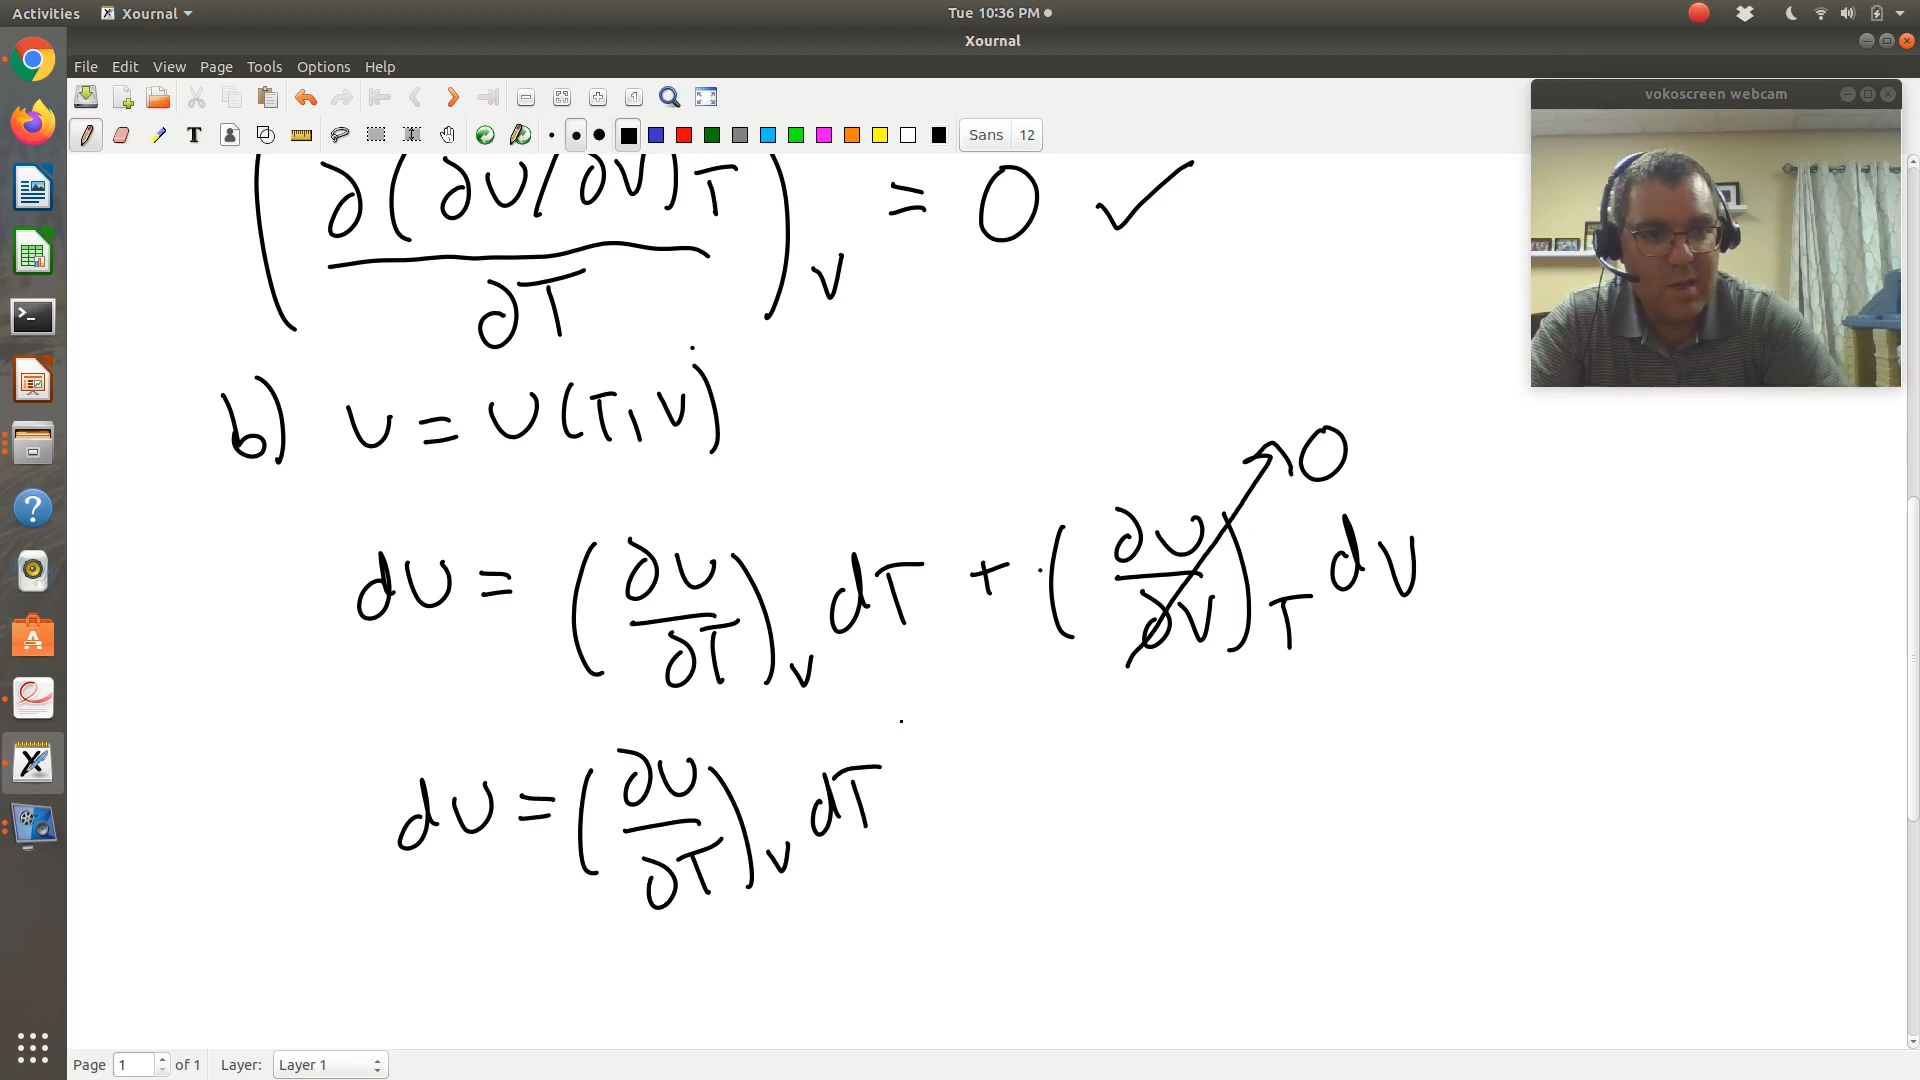 Activities Xournal Tue 10:36 PM
Xournal
File Edit View Page Tools Options Help
vokoscreen webcam
Sans 12
(∂(∂U/∂V)T / ∂T)V = 0 ✓
b) U = U(T,V)
dU = (∂U/∂T)V dT + (∂U/∂V)T dV → 0
dU = (∂U/∂T)V dT
Page 1 of 1 Layer: Layer 1